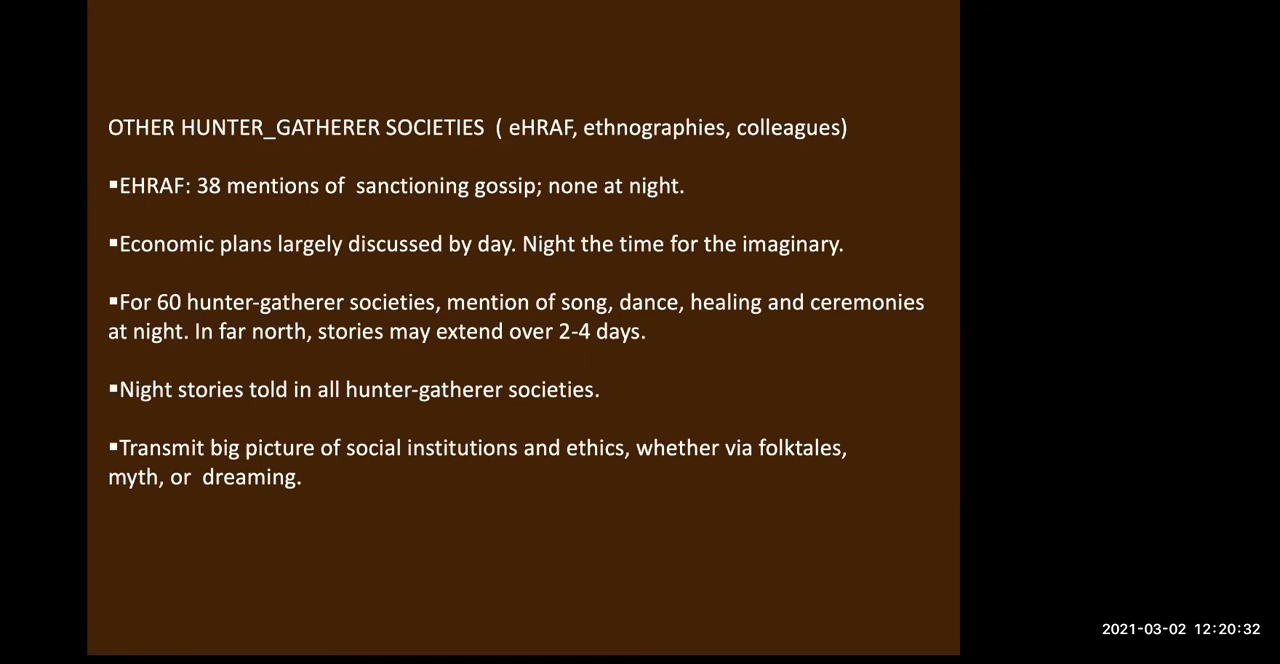 OTHER HUNTER_GATHERER SOCIETIES ( eHRAF, ethnographies, colleagues)
▪EHRAF: 38 mentions of sanctioning gossip; none at night.
▪Economic plans largely discussed by day. Night the time for the imaginary.
▪For 60 hunter-gatherer societies, mention of song, dance, healing and ceremonies
at night. In far north, stories may extend over 2-4 days.
▪Night stories told in all hunter-gatherer societies.
▪Transmit big picture of social institutions and ethics, whether via folktales,
myth, or dreaming.
2021-03-02 12:20:32